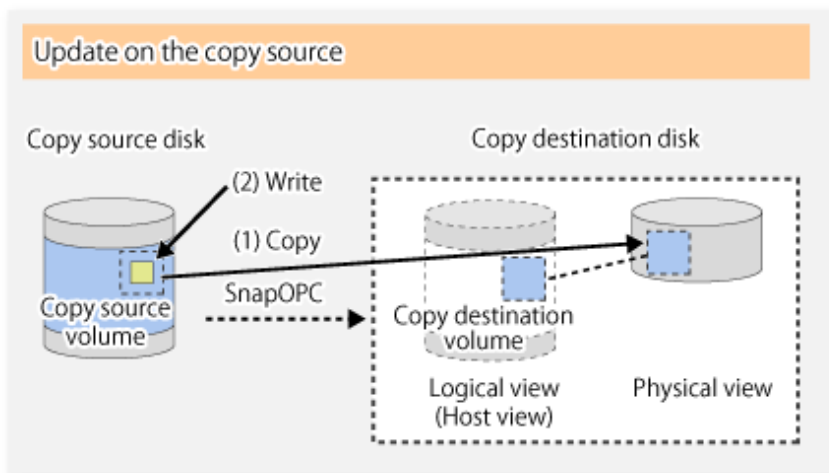 Update on the copy source
Copy source disk
Copy destination disk
(2) Write
(1) Copy
SnapOPC
Copy source
volume
Copy destination
volume
Logical view
(Host view)
Physical view